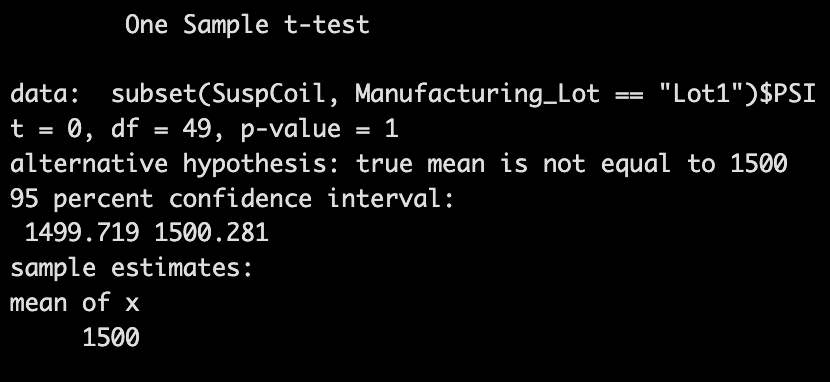 One Sample t-test
data:  subset(SuspCoil, Manufacturing_Lot == "Lot1")$PSI
t = 0, df = 49, p-value = 1
alternative hypothesis: true mean is not equal to 1500
95 percent confidence interval:
1499.719 1500.281
sample estimates:
mean of x
1500